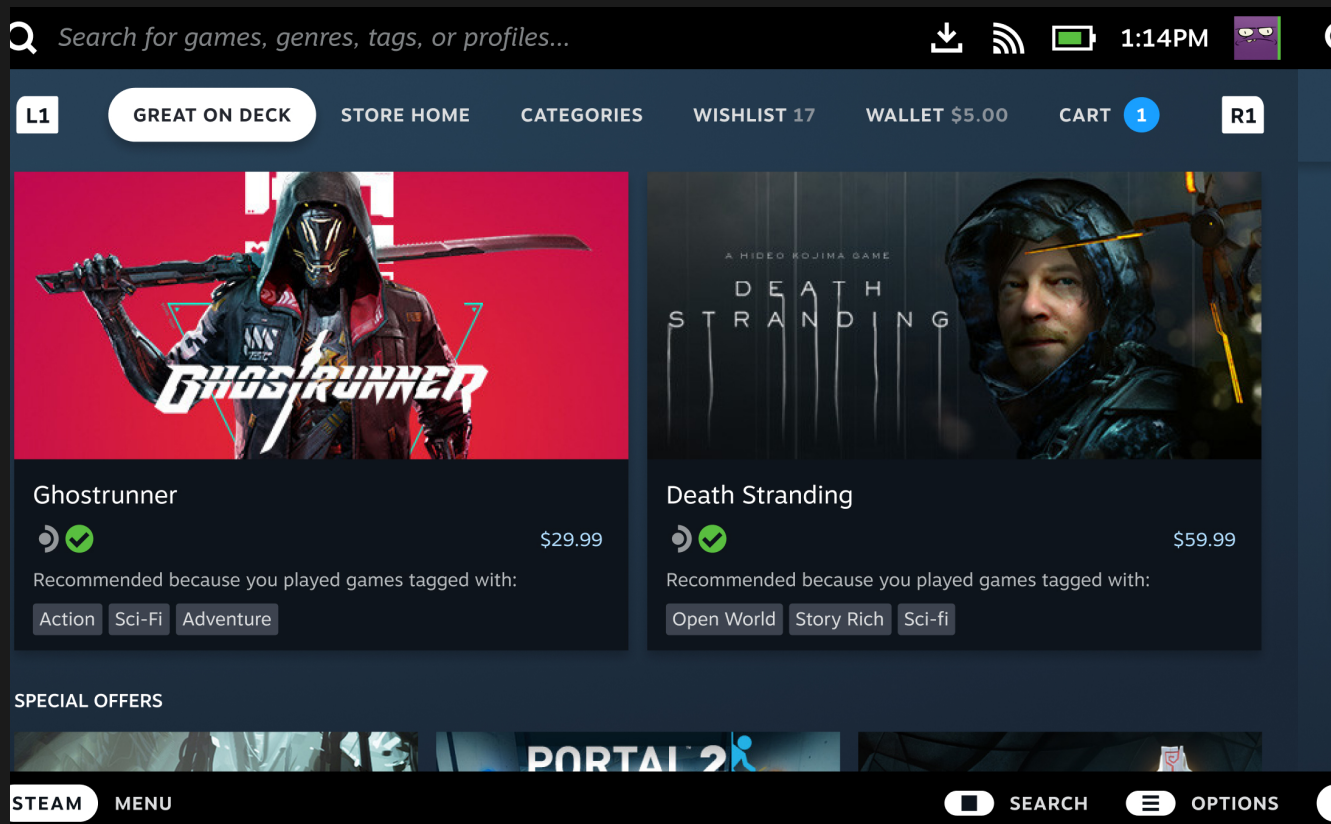 Search for games, genres, tags, or profiles...
1:14PM
L1
GREAT ON DECK
STORE HOME
CATEGORIES
WISHLIST 17
WALLET $5.00
CART 1
R1
GHOSTRUNNER
A HIDEO KOJIMA GAME
DEATH
STRANDING
Ghostrunner
$29.99
Recommended because you played games tagged with:
Action
Sci-Fi
Adventure
Death Stranding
$59.99
Recommended because you played games tagged with:
Open World
Story Rich
Sci-fi
SPECIAL OFFERS
PORTAL 2
STEAM
MENU
SEARCH
OPTIONS